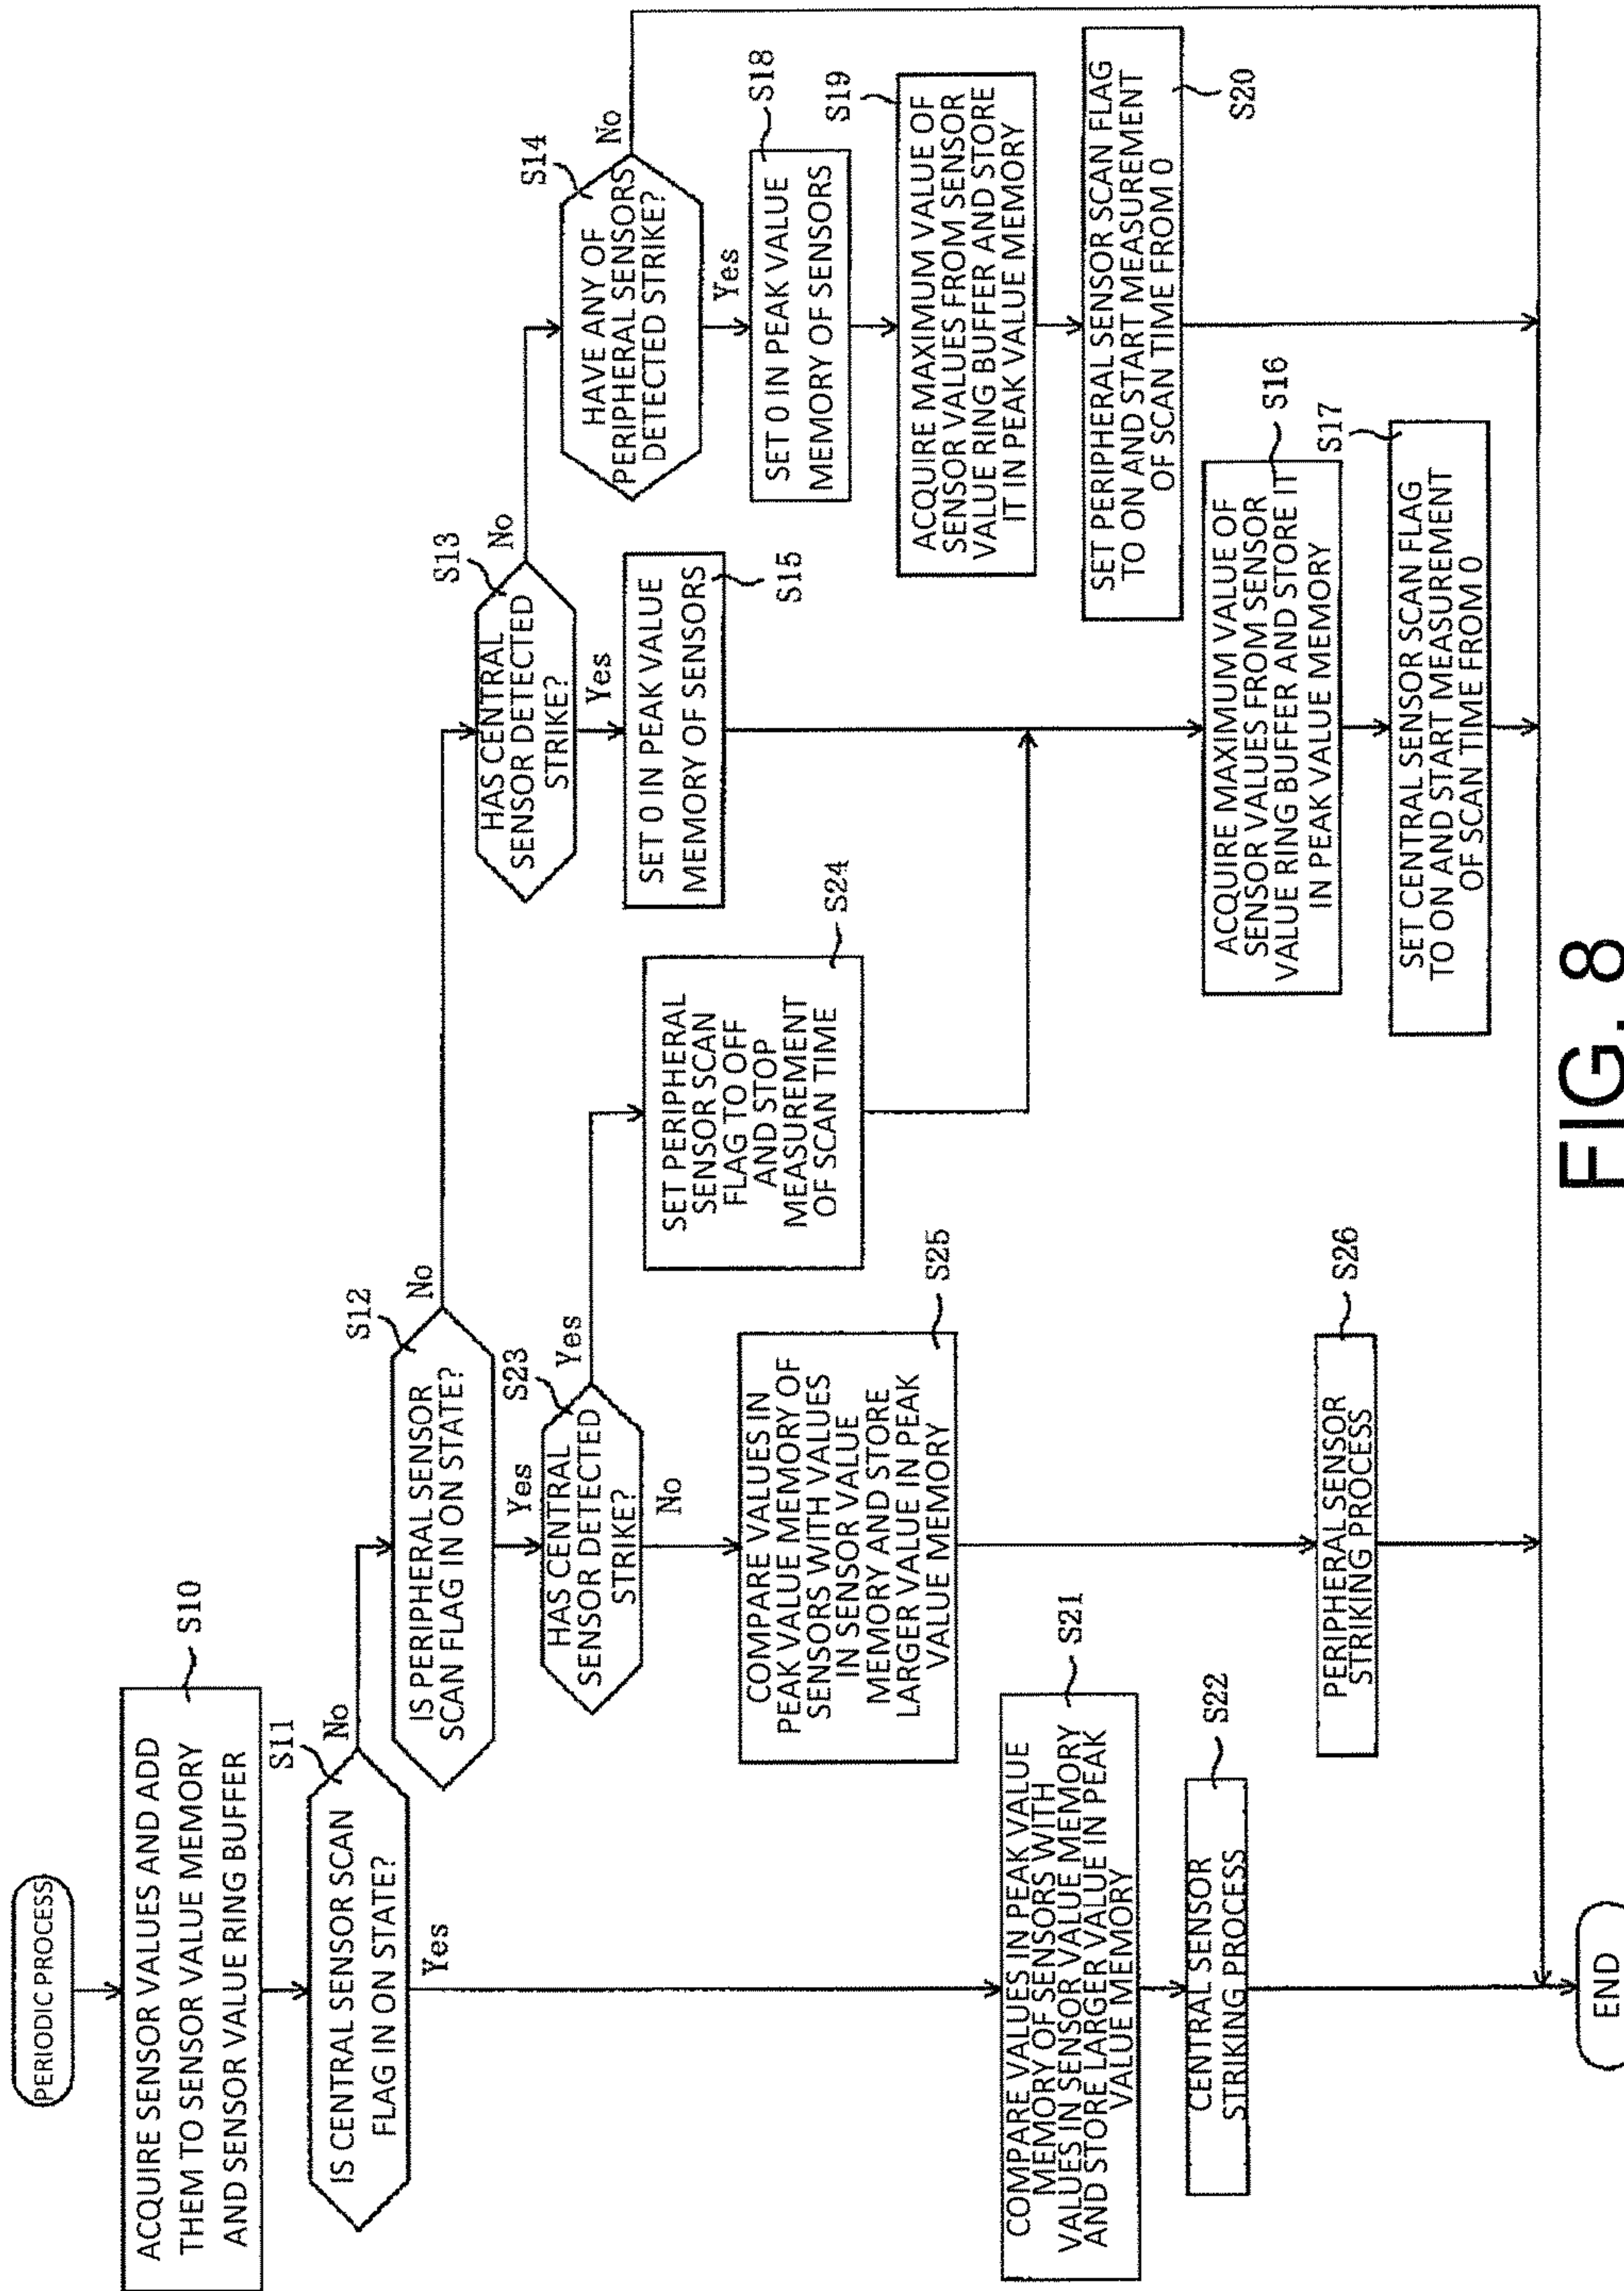 PERIODIC PROCESS
S10
ACQUIRE SENSOR VALUES AND ADD
THEM TO SENSOR VALUE MEMORY
AND SENSOR VALUE RING BUFFER
S11
IS CENTRAL SENSOR SCAN
FLAG IN ON STATE?
No
Yes
S12
IS PERIPHERAL SENSOR
SCAN FLAG IN ON STATE?
No
Yes
S13
HAS CENTRAL
SENSOR DETECTED
STRIKE?
No
Yes
S14
HAVE ANY OF
PERIPHERAL SENSORS
DETECTED STRIKE?
No
Yes
S23
HAS CENTRAL
SENSOR DETECTED
STRIKE?
Yes
No
S15
SET 0 IN PEAK VALUE
MEMORY OF SENSORS
S18
SET 0 IN PEAK VALUE
MEMORY OF SENSORS
S24
SET PERIPHERAL
SENSOR SCAN
FLAG TO OFF
AND STOP
MEASUREMENT
OF SCAN TIME
S19
ACQUIRE MAXIMUM VALUE OF
SENSOR VALUES FROM SENSOR
VALUE RING BUFFER AND STORE
IT IN PEAK VALUE MEMORY
S25
COMPARE VALUES IN
PEAK VALUE MEMORY OF
SENSORS WITH VALUES
IN SENSOR VALUE
MEMORY AND STORE
LARGER VALUE IN PEAK
VALUE MEMORY
S20
SET PERIPHERAL SENSOR SCAN FLAG
TO ON AND START MEASUREMENT
OF SCAN TIME FROM 0
S21
COMPARE VALUES IN PEAK VALUE
MEMORY OF SENSORS WITH
VALUES IN SENSOR VALUE MEMORY
AND STORE LARGER VALUE IN PEAK
VALUE MEMORY
S16
ACQUIRE MAXIMUM VALUE OF
SENSOR VALUES FROM SENSOR
VALUE RING BUFFER AND STORE IT
IN PEAK VALUE MEMORY
S22
CENTRAL SENSOR
STRIKING PROCESS
S26
PERIPHERAL SENSOR
STRIKING PROCESS
S17
SET CENTRAL SENSOR SCAN FLAG
TO ON AND START MEASUREMENT
OF SCAN TIME FROM 0
END
FIG. 8